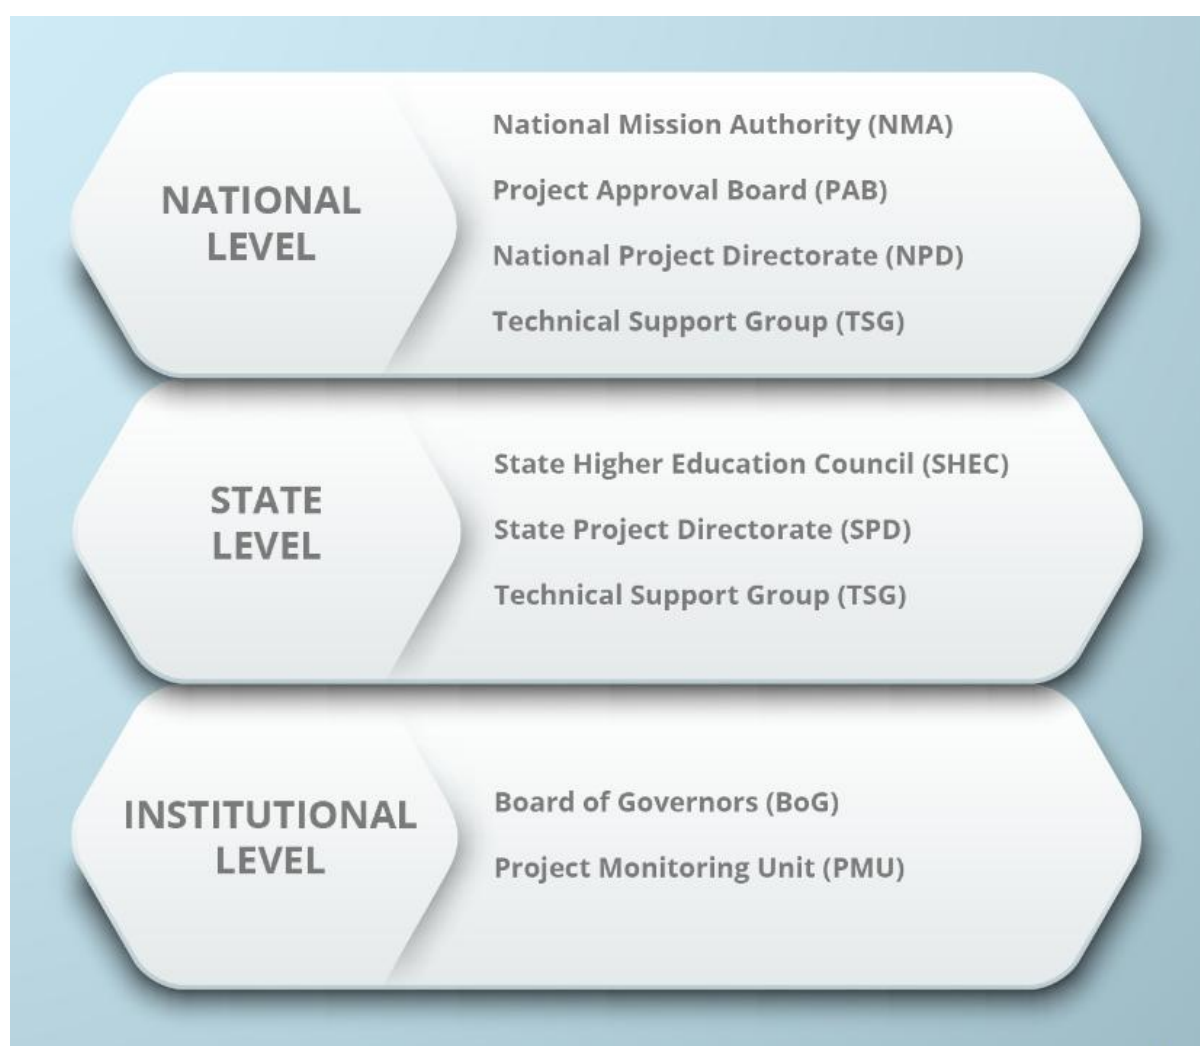 NATIONAL
LEVEL
National Mission Authority (NMA)
Project Approval Board (PAB)
National Project Directorate (NPD)
Technical Support Group (TSG)
STATE
LEVEL
State Higher Education Council (SHEC)
State Project Directorate (SPD)
Technical Support Group (TSG)
INSTITUTIONAL
LEVEL
Board of Governors (BoG)
Project Monitoring Unit (PMU)